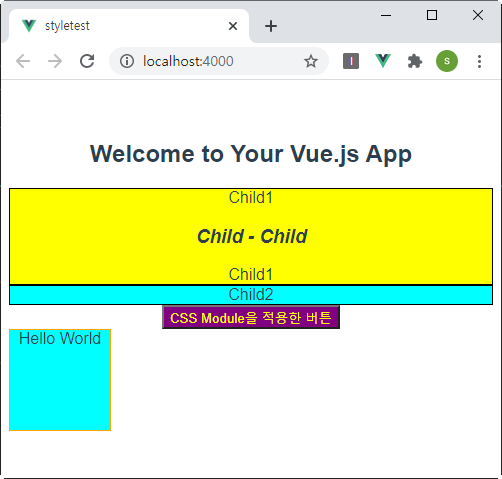 styletest
localhost:4000
I
s
Welcome to Your Vue.js App
Child1
Child - Child
Child1
Child2
CSS Module을 적용한 버튼
Hello World